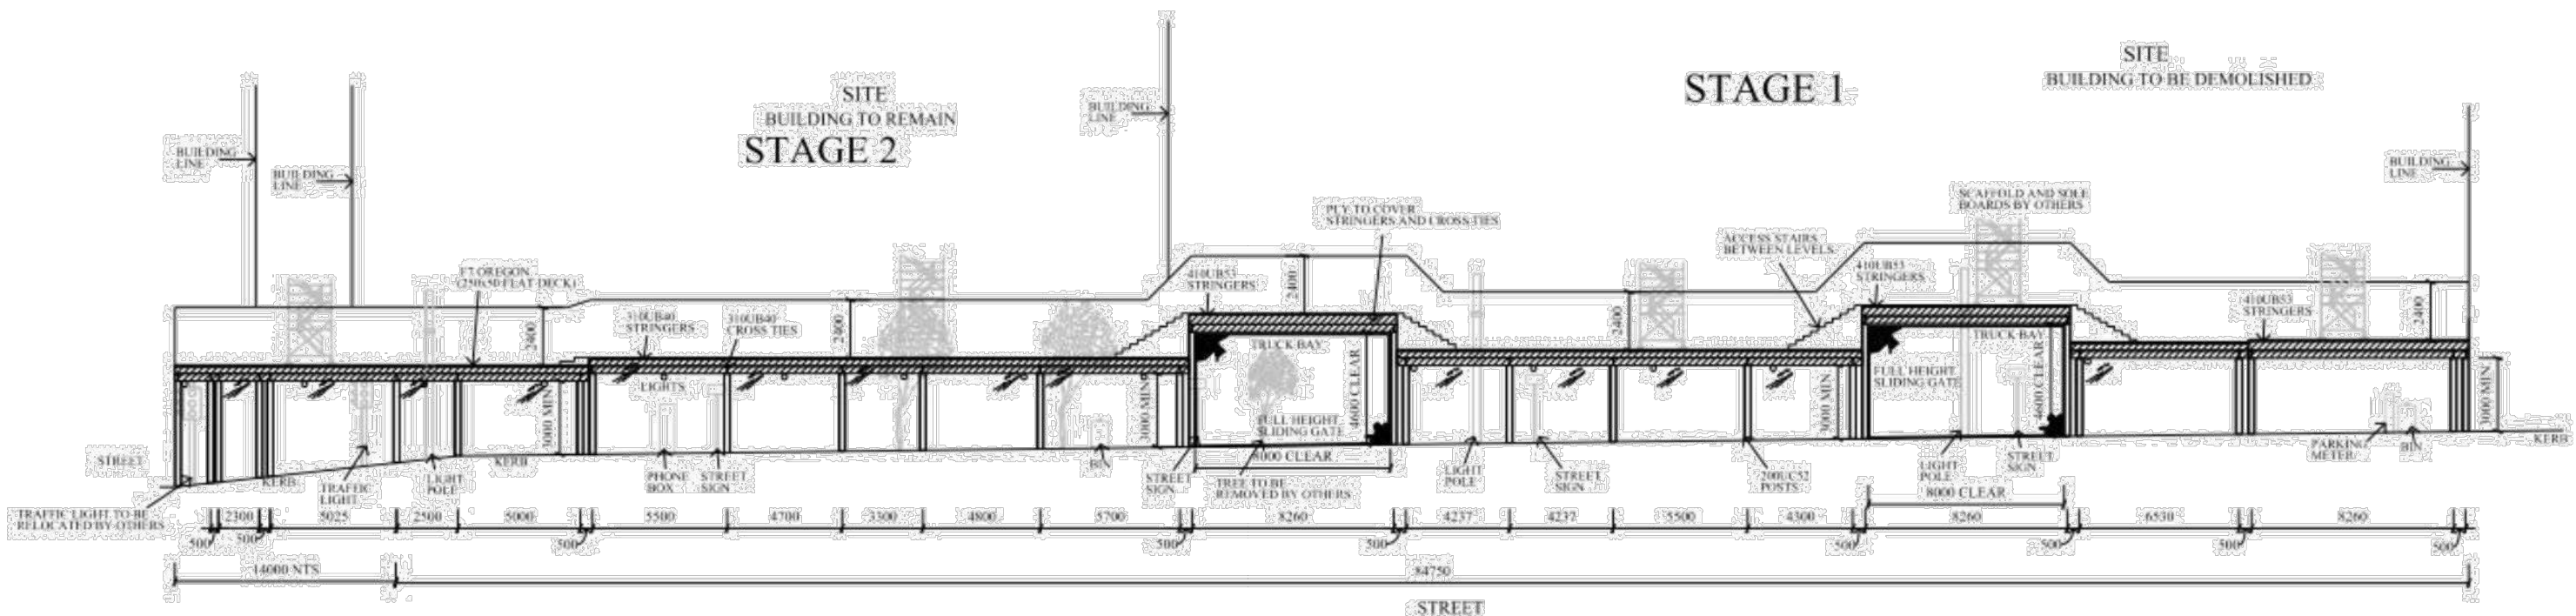 SITE
BUILDING TO BE DEMOLISHED
STAGE 1
SITE
BUILDING TO REMAIN
STAGE 2
BUILDING
LINE
BUILDING
LINE
BUILDING
LINE
BUILDING
LINE
SCAFFOLD AND SOLE
BOARDS BY OTHERS
PLY TO COVER
STRINGERS AND CROSS TIES
ACCESS STAIRS
BETWEEN LEVELS
F7 OREGON
(250x50 FLAT DECK)
410UB53
STRINGERS
410UB53
STRINGERS
410UB53
STRINGERS
310UB40
STRINGERS
310UB40
CROSS TIES
2400
2400
2400
2400
2400
LIGHTS
TRUCK BAY
TRUCK BAY
FULL HEIGHT
SLIDING GATE
FULL HEIGHT
SLIDING GATE
3000 MIN
3000 MIN
4600 CLEAR
3000 MIN
4600 CLEAR
3000 MIN
STREET
KERB
KERB
KERB
TRAFFIC LIGHT TO BE
RELOCATED BY OTHERS
TRAFFIC
LIGHT
LIGHT
POLE
PHONE
BOX
STREET
SIGN
BIN
STREET
SIGN
TREE TO BE
REMOVED BY OTHERS
8000 CLEAR
LIGHT
POLE
STREET
SIGN
200UC52
POSTS
LIGHT
POLE
STREET
SIGN
8000 CLEAR
PARKING
METER
BIN
2300
5025
2500
5000
5500
4700
3300
4800
5700
8260
4237
4237
5500
4300
8260
6530
8260
500
500
500
500
500
500
500
500
500
14000 NTS
84750
STREET